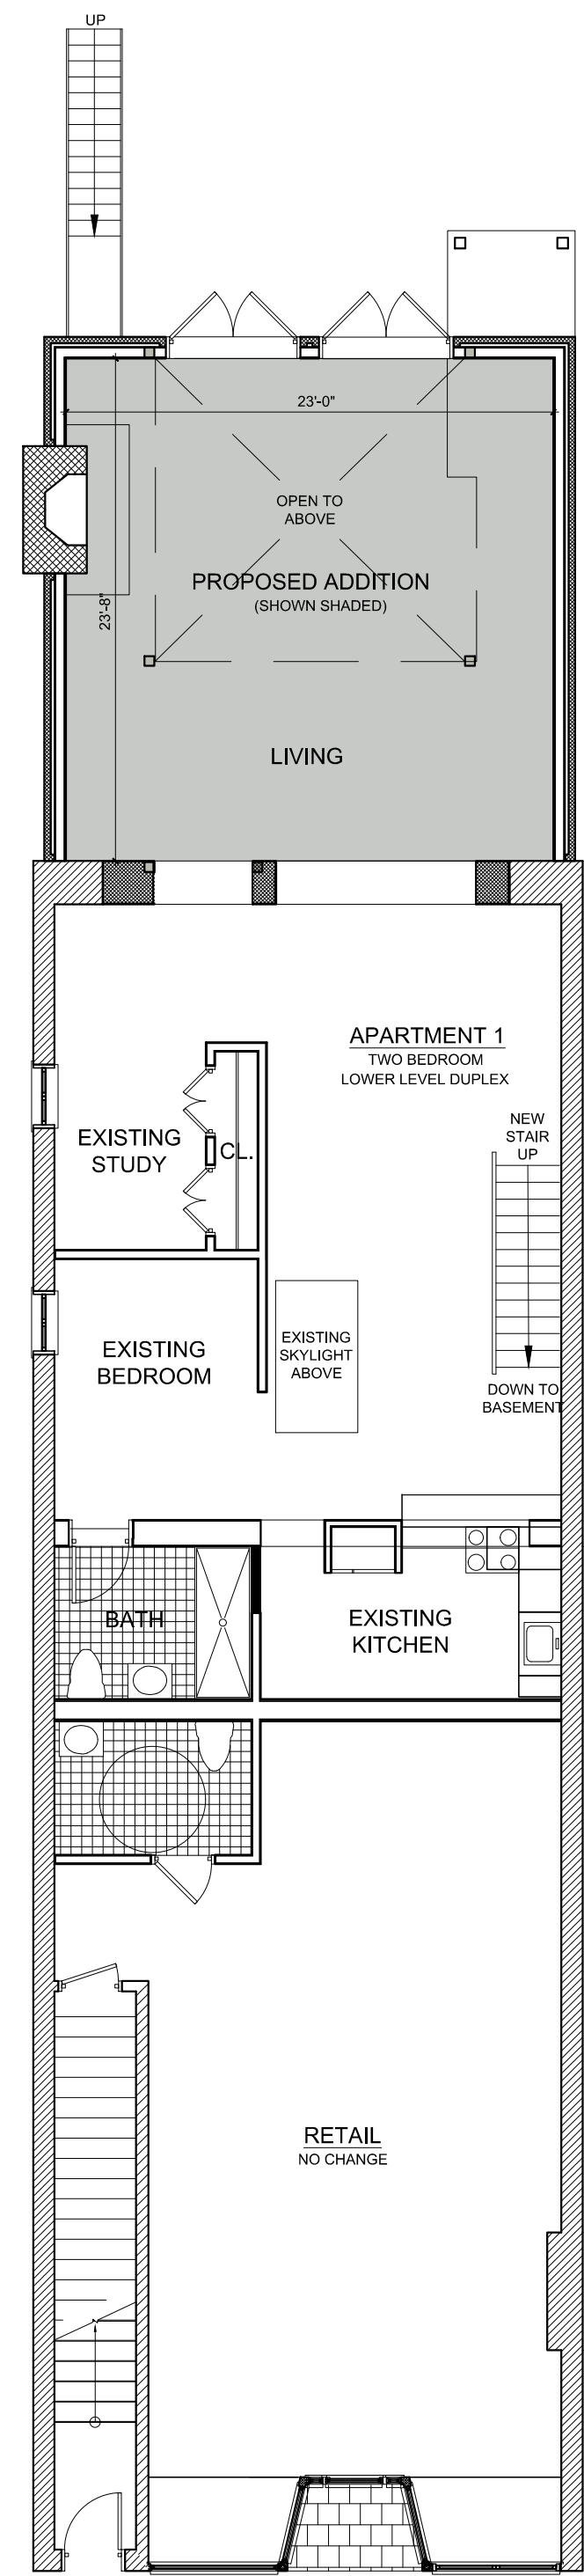 UP
23'-0"
OPEN TO
ABOVE
PROPOSED ADDITION
(SHOWN SHADED)
23'-8"
LIVING
APARTMENT 1
TWO BEDROOM
LOWER LEVEL DUPLEX
NEW
STAIR
UP
EXISTING
STUDY
CL.
EXISTING
BEDROOM
EXISTING
SKYLIGHT
ABOVE
DOWN TO
BASEMENT
BATH
EXISTING
KITCHEN
RETAIL
NO CHANGE